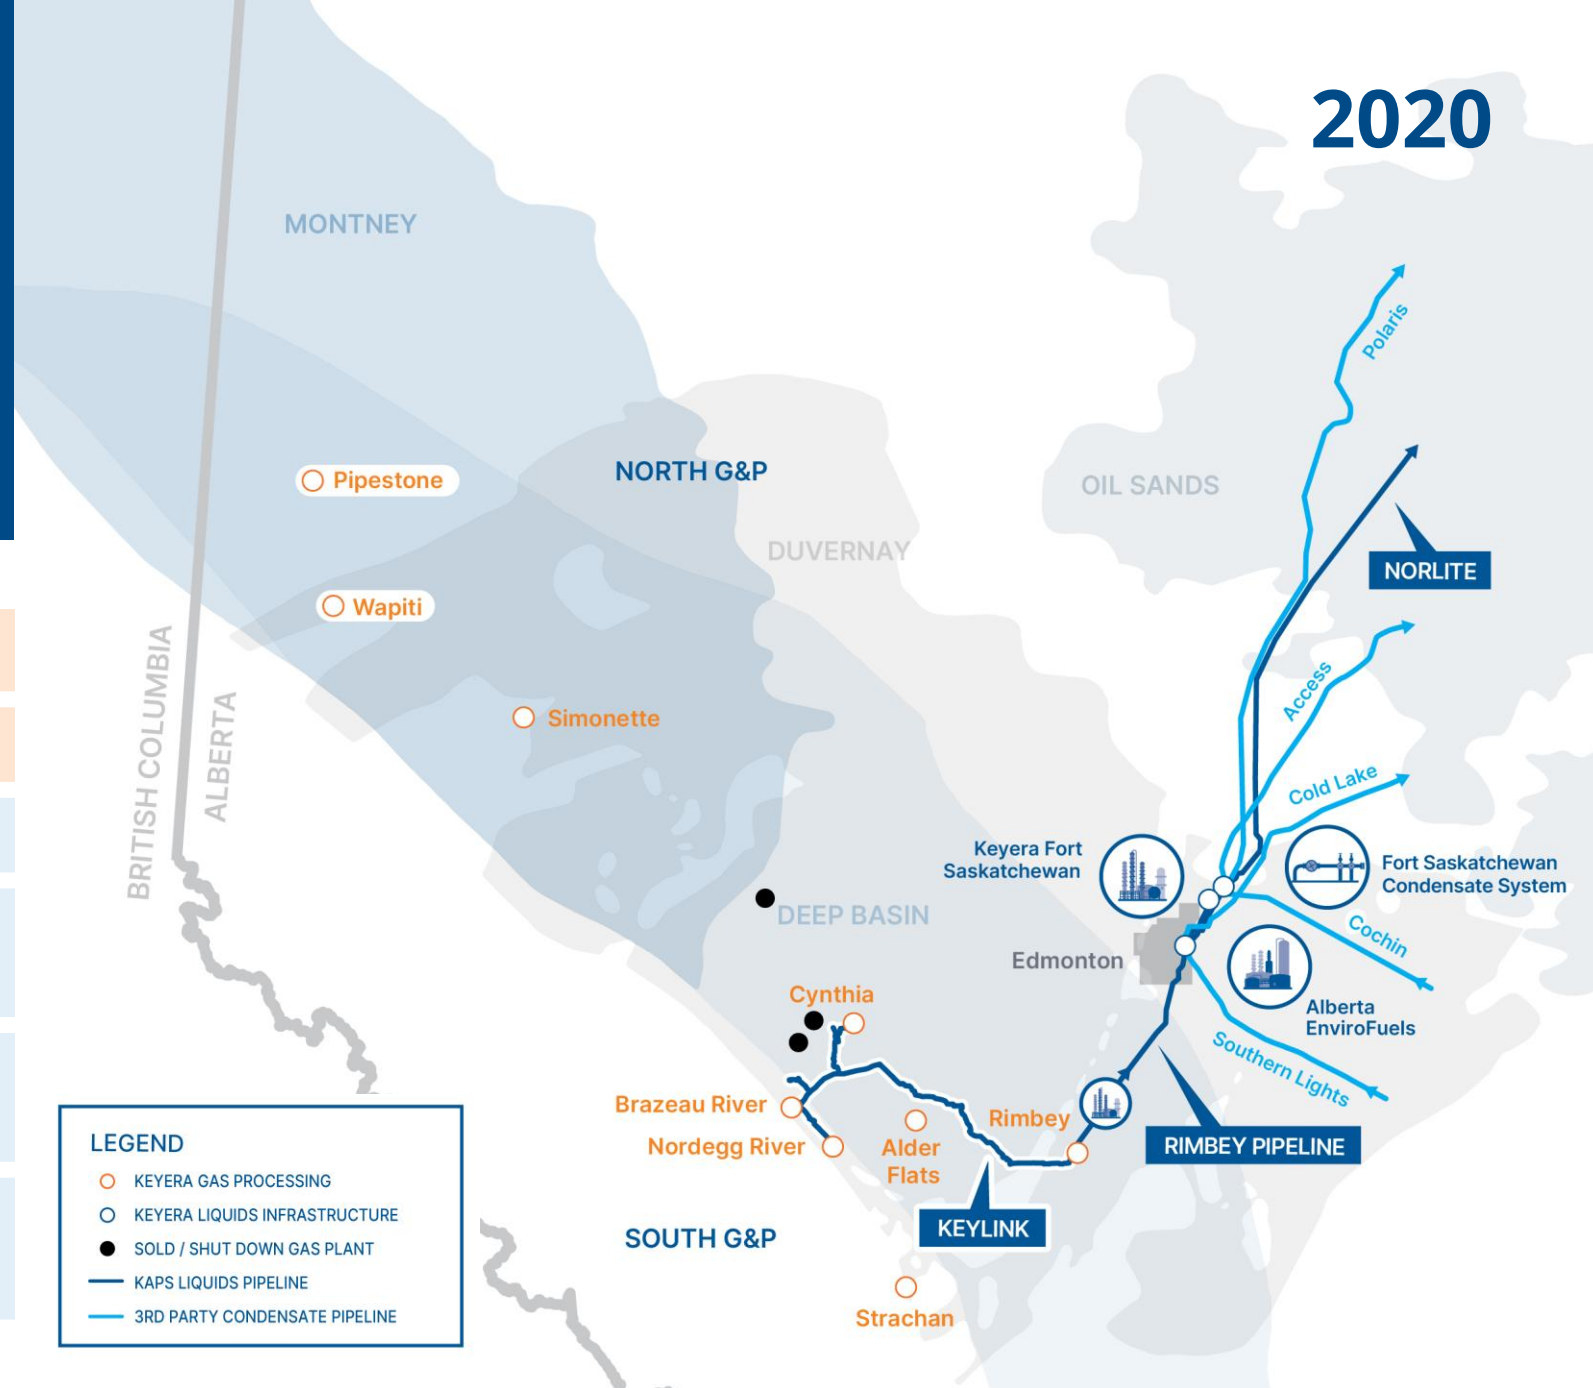 2020
MONTNEY
Polaris
Pipestone
NORTH G&P
OIL SANDS
DUVERNAY
NORLITE
Wapiti
BRITISH COLUMBIA
ALBERTA
Access
Simonette
Cold Lake
Keyera Fort
Saskatchewan
Fort Saskatchewan
Condensate System
DEEP BASIN
Cochin
Edmonton
Cynthia
Alberta
EnviroFuels
Southern Lights
Brazeau River
Rimbey
Nordegg River
Alder
Flats
RIMBEY PIPELINE
KEYLINK
SOUTH G&P
Strachan
LEGEND
KEYERA GAS PROCESSING
KEYERA LIQUIDS INFRASTRUCTURE
SOLD / SHUT DOWN GAS PLANT
KAPS LIQUIDS PIPELINE
3RD PARTY CONDENSATE PIPELINE